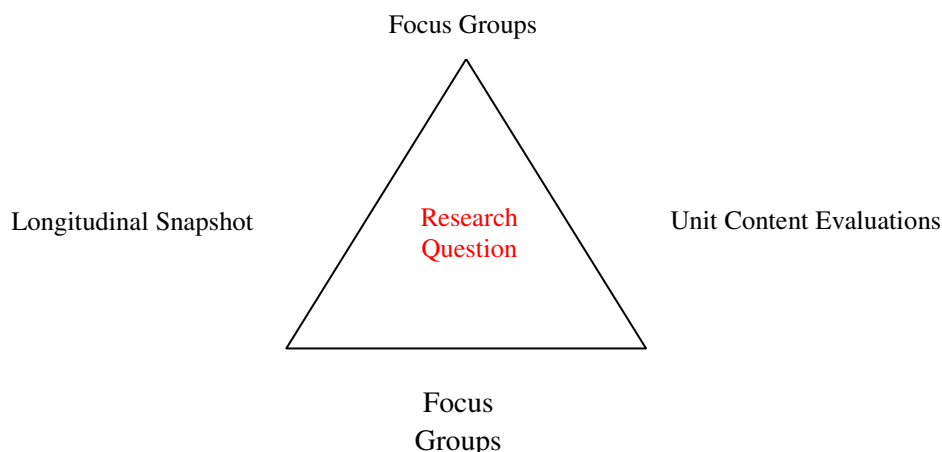 Focus Groups
Longitudinal Snapshot
Research
Question
Unit Content Evaluations
Focus
Groups